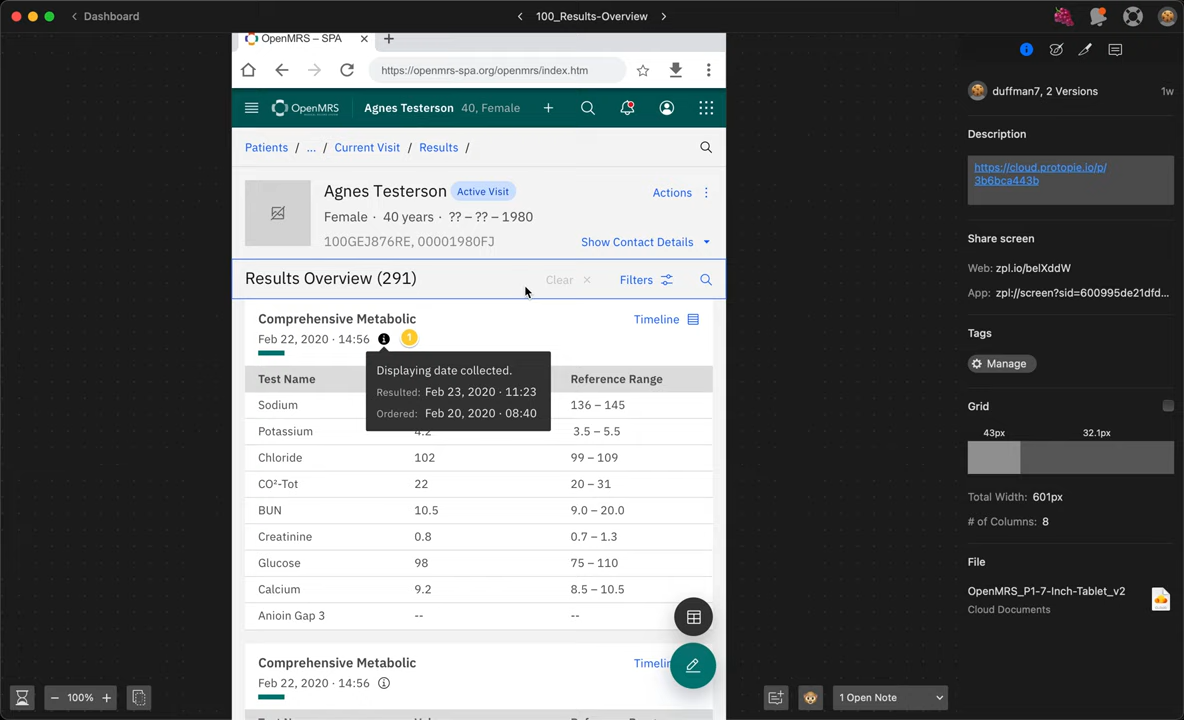 Dashboard
100_Results-Overview
OpenMRS – SPA
https://openmrs-spa.org/openmrs/index.htm
OpenMRS Agnes Testerson 40, Female
Patients / ... / Current Visit / Results /
Agnes Testerson Active Visit Actions
Female · 40 years · ?? – ?? – 1980
100GEJ876RE, 00001980FJ Show Contact Details
Results Overview (291) Clear Filters
Comprehensive Metabolic Timeline
Feb 22, 2020 · 14:56 1
Displaying date collected.
Resulted: Feb 23, 2020 · 11:23
Ordered: Feb 20, 2020 · 08:40
Test Name Reference Range
Sodium 136 – 145
Potassium 4.2 3.5 – 5.5
Chloride 102 99 – 109
CO²-Tot 22 20 – 31
BUN 10.5 9.0 – 20.0
Creatinine 0.8 0.7 – 1.3
Glucose 98 75 – 110
Calcium 9.2 8.5 – 10.5
Anioin Gap 3 -- --
Comprehensive Metabolic Timelin
Feb 22, 2020 · 14:56
100%
1 Open Note
duffman7, 2 Versions 1w
Description
https://cloud.protopie.io/p/
3b6bca443b
Share screen
Web: zpl.io/belXddW
App: zpl://screen?sid=600995de21dfd...
Tags
Manage
Grid
43px 32.1px
Total Width: 601px
# of Columns: 8
File
OpenMRS_P1-7-Inch-Tablet_v2
Cloud Documents